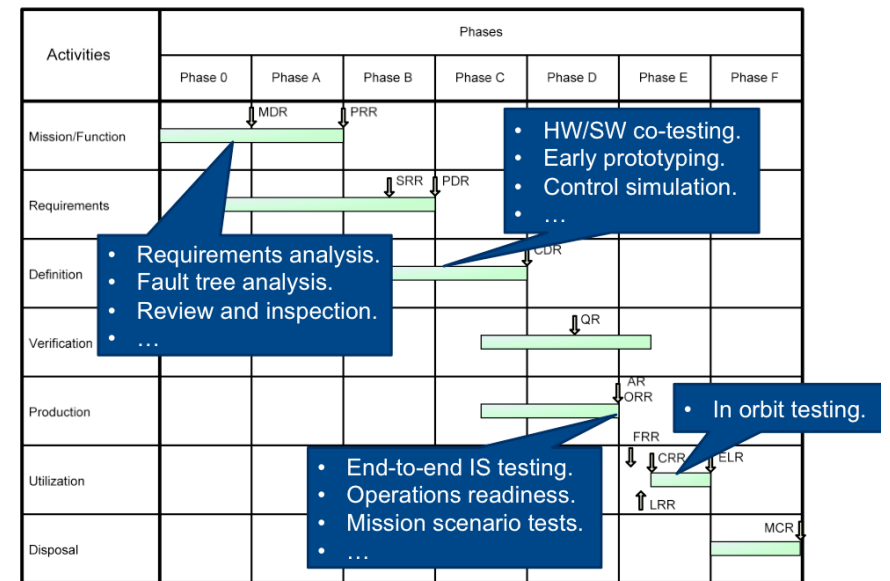 Activities
Phases
Phase 0
Phase A
Phase B
Phase C
Phase D
Phase E
Phase F
Mission/Function
MDR
PRR
• HW/SW co-testing.
• Early prototyping.
• Control simulation.
• …
Requirements
SRR
PDR
• Requirements analysis.
• Fault tree analysis.
• Review and inspection.
• …
Definition
CDR
Verification
QR
Production
AR
ORR
• In orbit testing.
• End-to-end IS testing.
• Operations readiness.
• Mission scenario tests.
• …
Utilization
FRR
CRR
ELR
LRR
Disposal
MCR